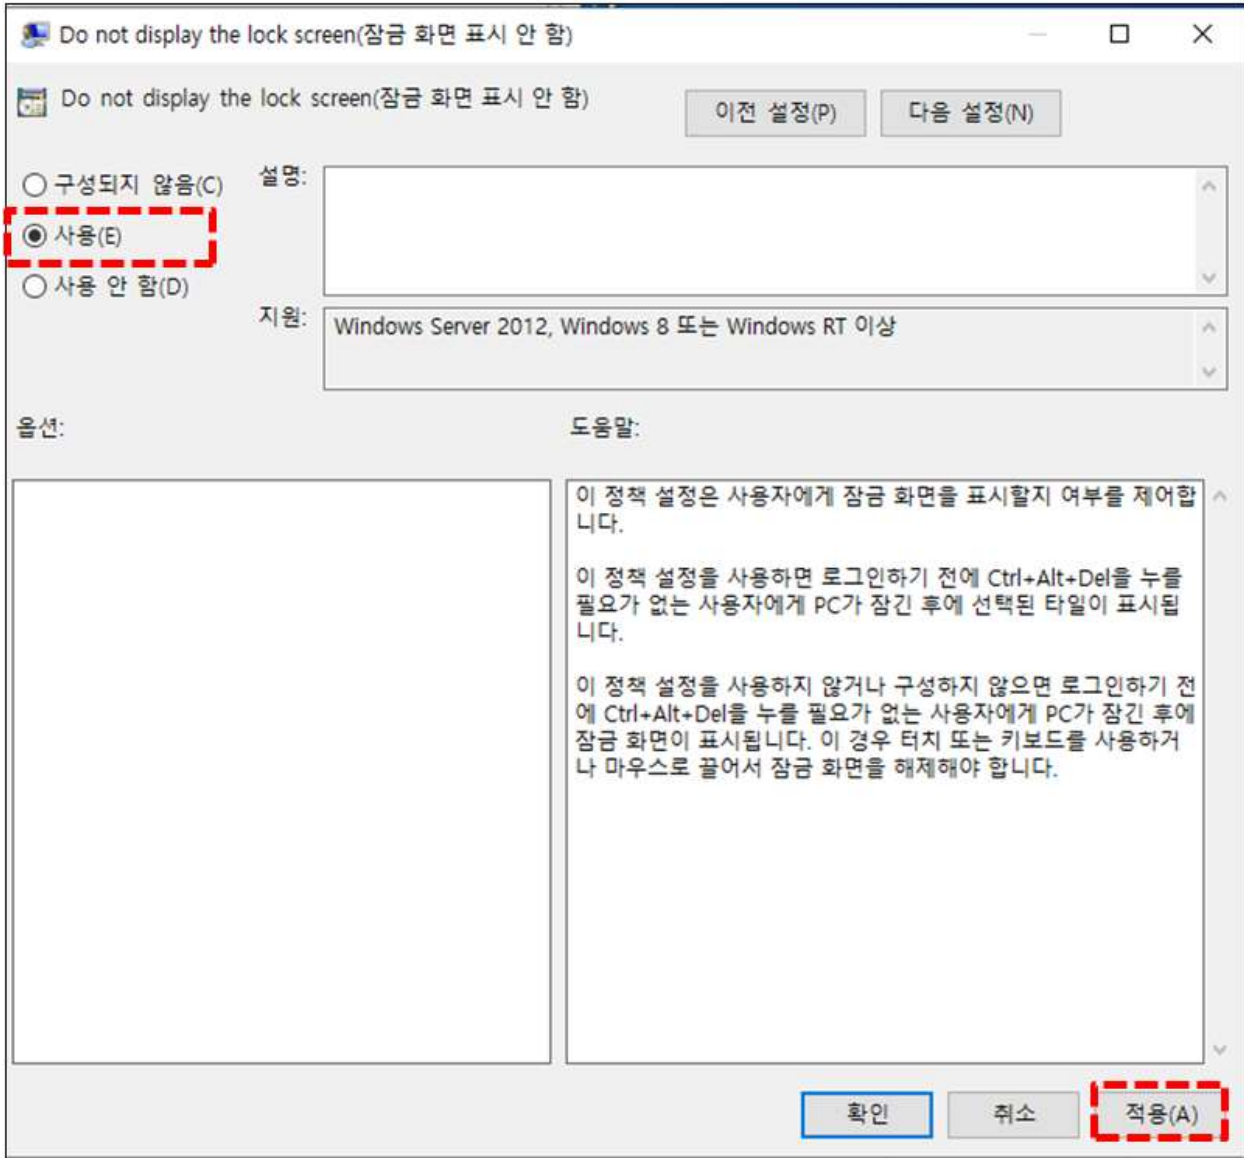 Do not display the lock screen(잠금 화면 표시 안 함)
Do not display the lock screen(잠금 화면 표시 안 함)
이전 설정(P)
다음 설정(N)
구성되지 않음(C)
사용(E)
사용 안 함(D)
설명:
지원:
Windows Server 2012, Windows 8 또는 Windows RT 이상
옵션:
도움말:
이 정책 설정은 사용자에게 잠금 화면을 표시할지 여부를 제어합
니다.
이 정책 설정을 사용하면 로그인하기 전에 Ctrl+Alt+Del을 누를
필요가 없는 사용자에게 PC가 잠긴 후에 선택된 타일이 표시됩
니다.
이 정책 설정을 사용하지 않거나 구성하지 않으면 로그인하기 전
에 Ctrl+Alt+Del을 누를 필요가 없는 사용자에게 PC가 잠긴 후에
잠금 화면이 표시됩니다. 이 경우 터치 또는 키보드를 사용하거
나 마우스로 끌어서 잠금 화면을 해제해야 합니다.
확인
취소
적용(A)